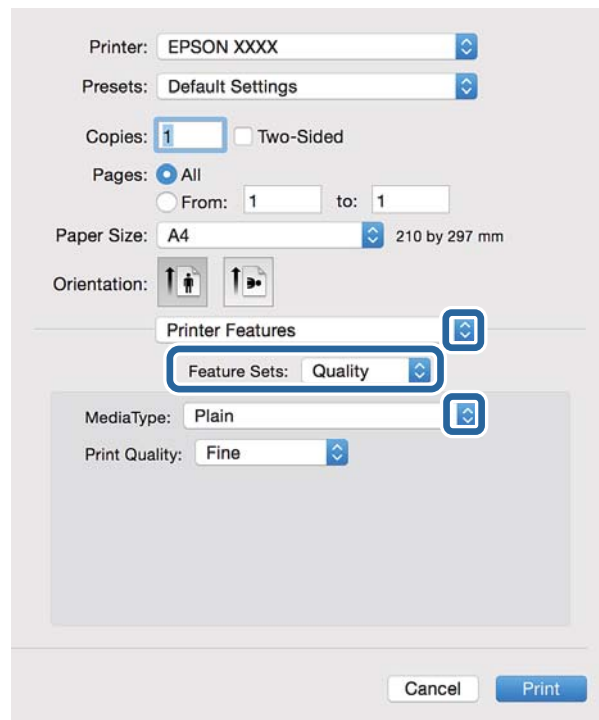 Printer: EPSON XXXX
Presets: Default Settings
Copies: 1 Two-Sided
Pages: All
From: 1 to: 1
Paper Size: A4 210 by 297 mm
Orientation:
Printer Features
Feature Sets: Quality
MediaType: Plain
Print Quality: Fine
Cancel Print